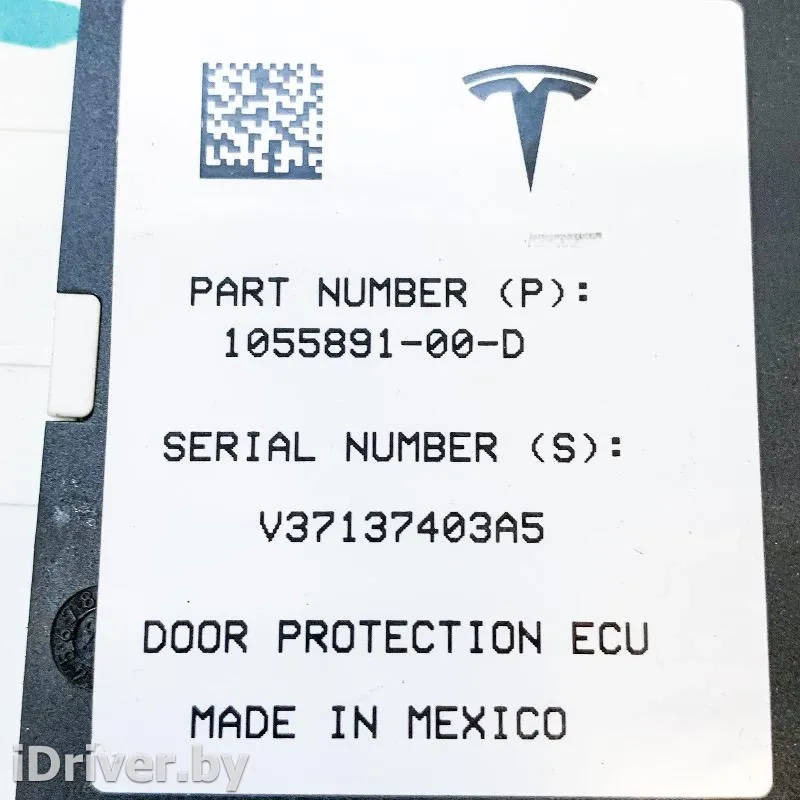 PART NUMBER (P):
1055891-00-D
SERIAL NUMBER (S):
V37137403A5
DOOR PROTECTION ECU
MADE IN MEXICO
iDriver.by